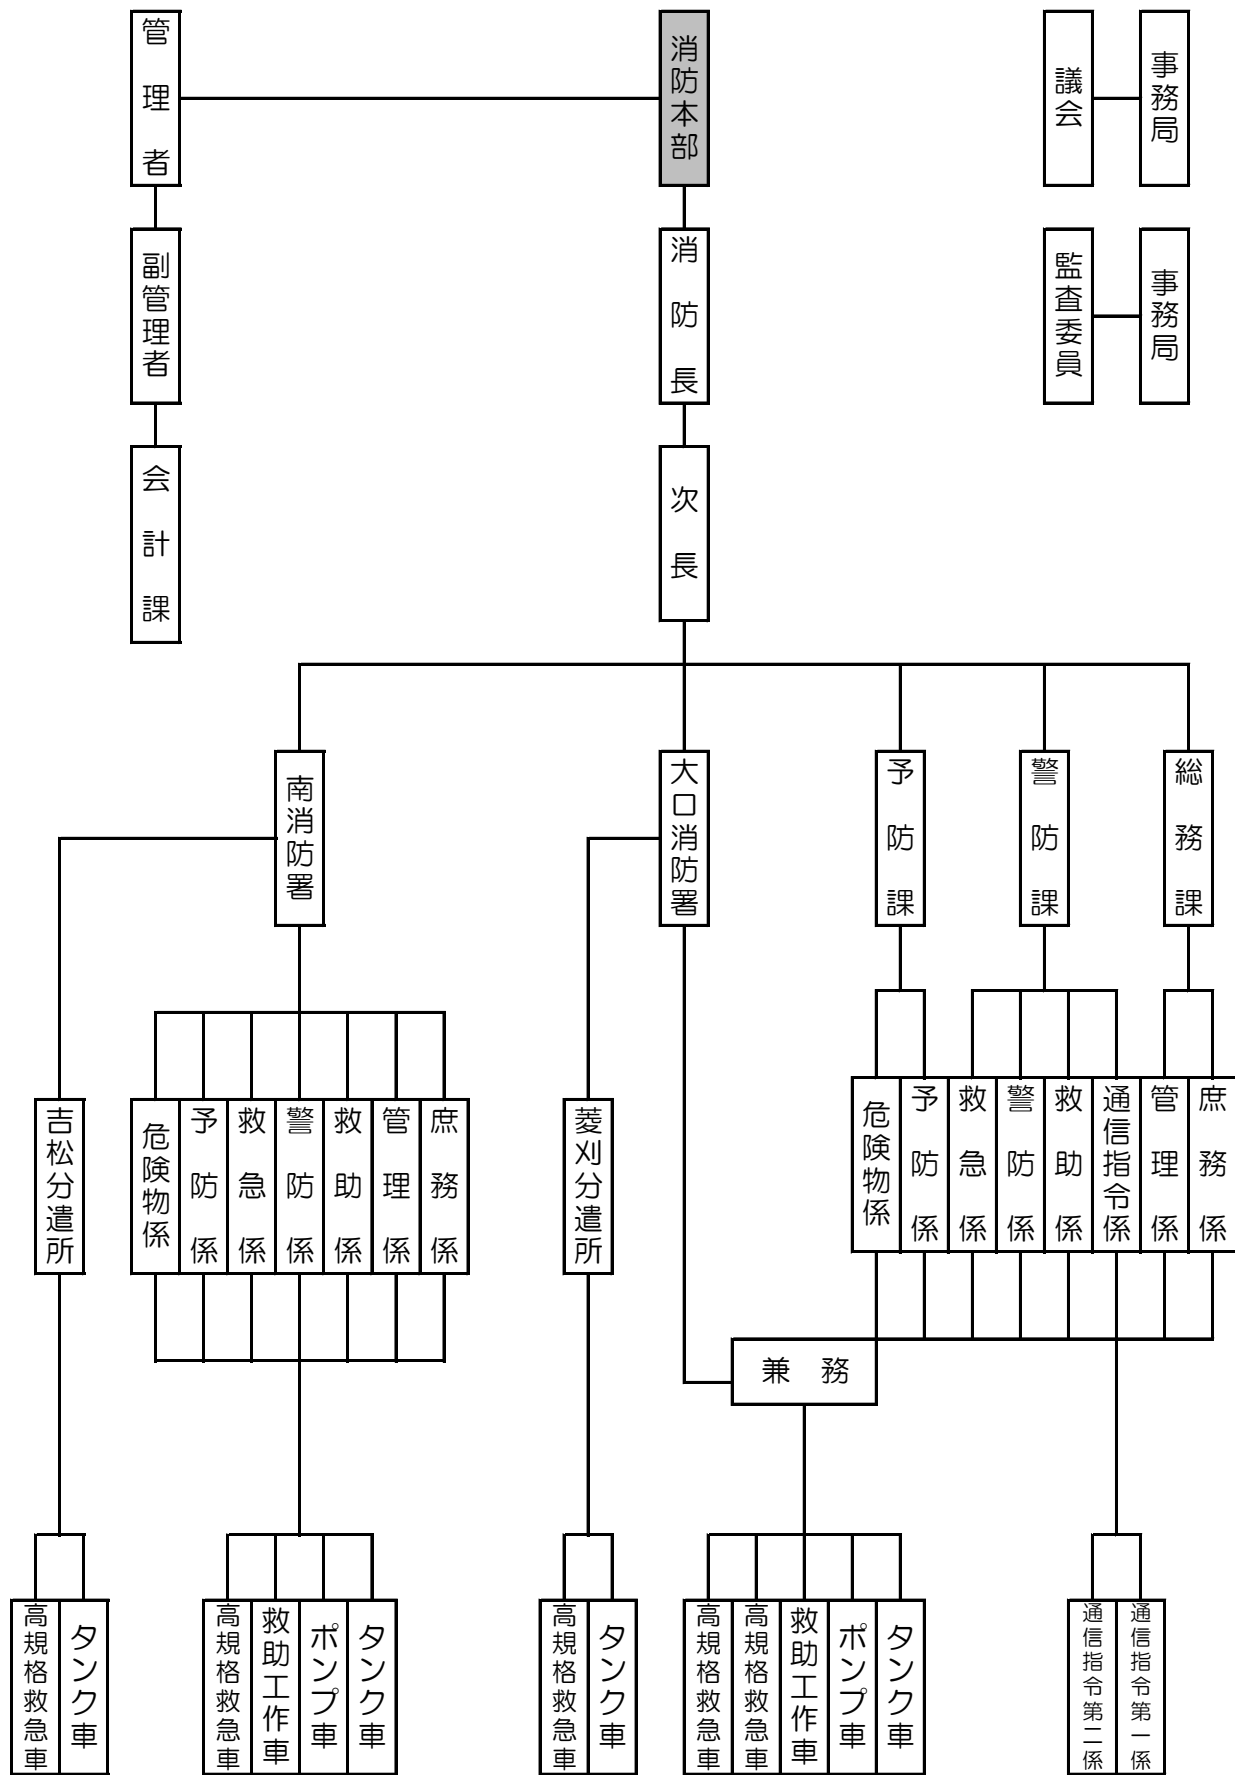 管理者
消防本部
議会
事務局
副管理者
消防長
監査委員
事務局
会計課
次長
南消防署
大口消防署
予防課
警防課
総務課
吉松分遣所
危険物係
予防係
救急係
警防係
救助係
管理係
庶務係
菱刈分遣所
危険物係
予防係
救急係
警防係
救助係
通信指令係
管理係
庶務係
兼務
高規格救急車
タンク車
高規格救急車
救助工作車
ポンプ車
タンク車
高規格救急車
タンク車
高規格救急車
高規格救急車
救助工作車
ポンプ車
タンク車
通信指令第二係
通信指令第一係